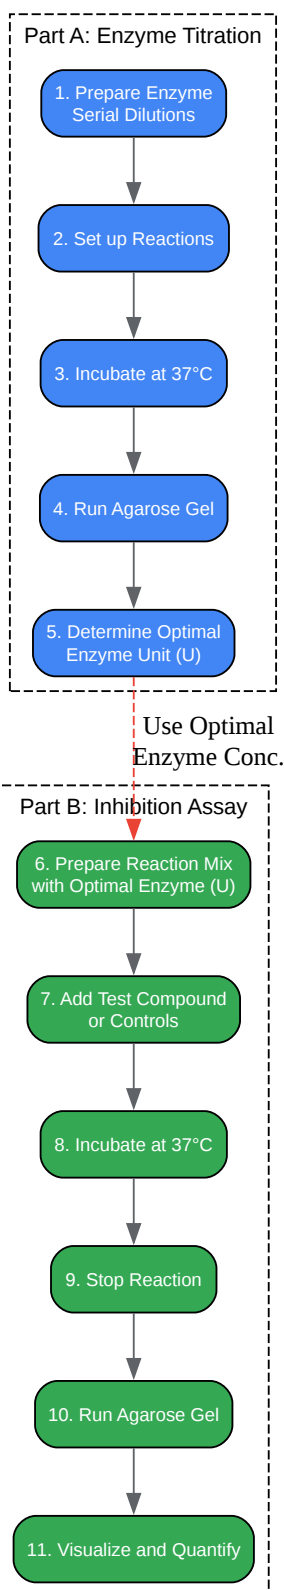 Part A: Enzyme Titration
1. Prepare Enzyme
Serial Dilutions
2. Set up Reactions
3. Incubate at 37°C
4. Run Agarose Gel
5. Determine Optimal
Enzyme Unit (U)
Use Optimal
Enzyme Conc.
Part B: Inhibition Assay
6. Prepare Reaction Mix
with Optimal Enzyme (U)
7. Add Test Compound
or Controls
8. Incubate at 37°C
9. Stop Reaction
10. Run Agarose Gel
11. Visualize and Quantify